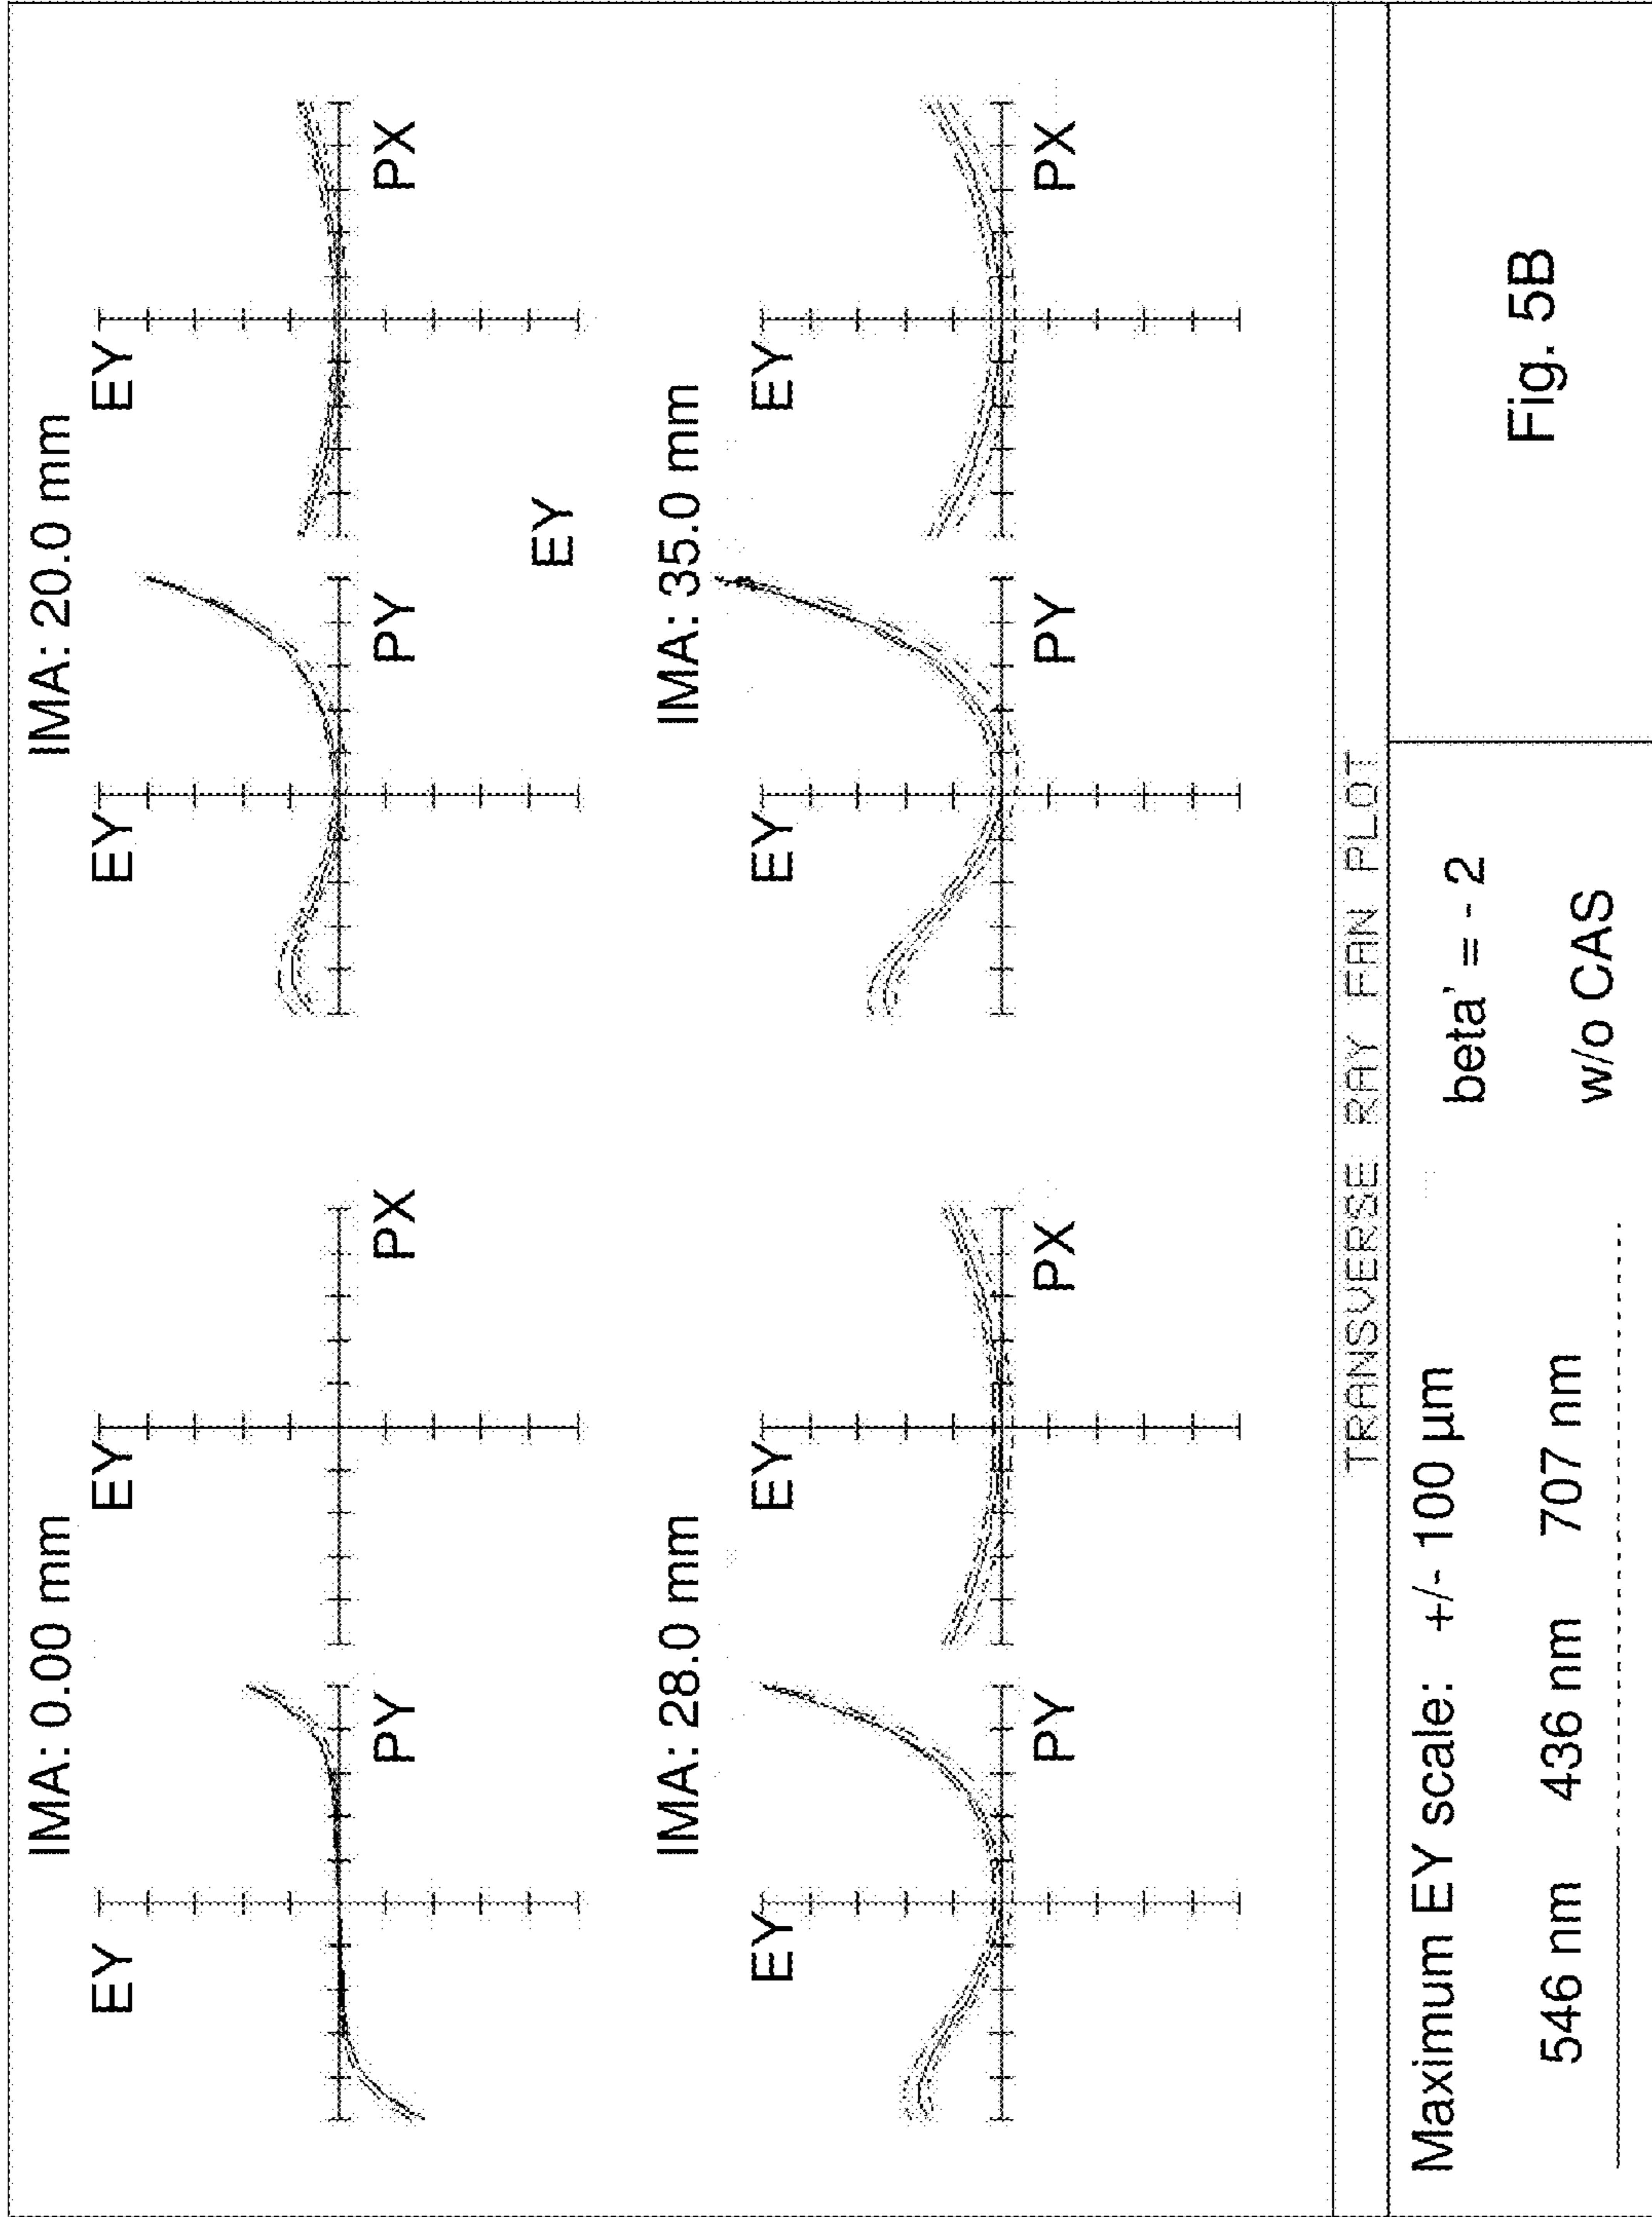 IMA: 0.00 mm
IMA: 20.0 mm
EY
EY
EY
EY
PY
PX
PY
PX
EY
IMA: 28.0 mm
IMA: 35.0 mm
EY
EY
EY
EY
PY
PX
PY
PX
TRANSVERSE RAY FAN PLOT
Maximum EY scale: +/- 100 µm
beta' = - 2
546 nm 436 nm 707 nm
w/o CAS
Fig. 5B